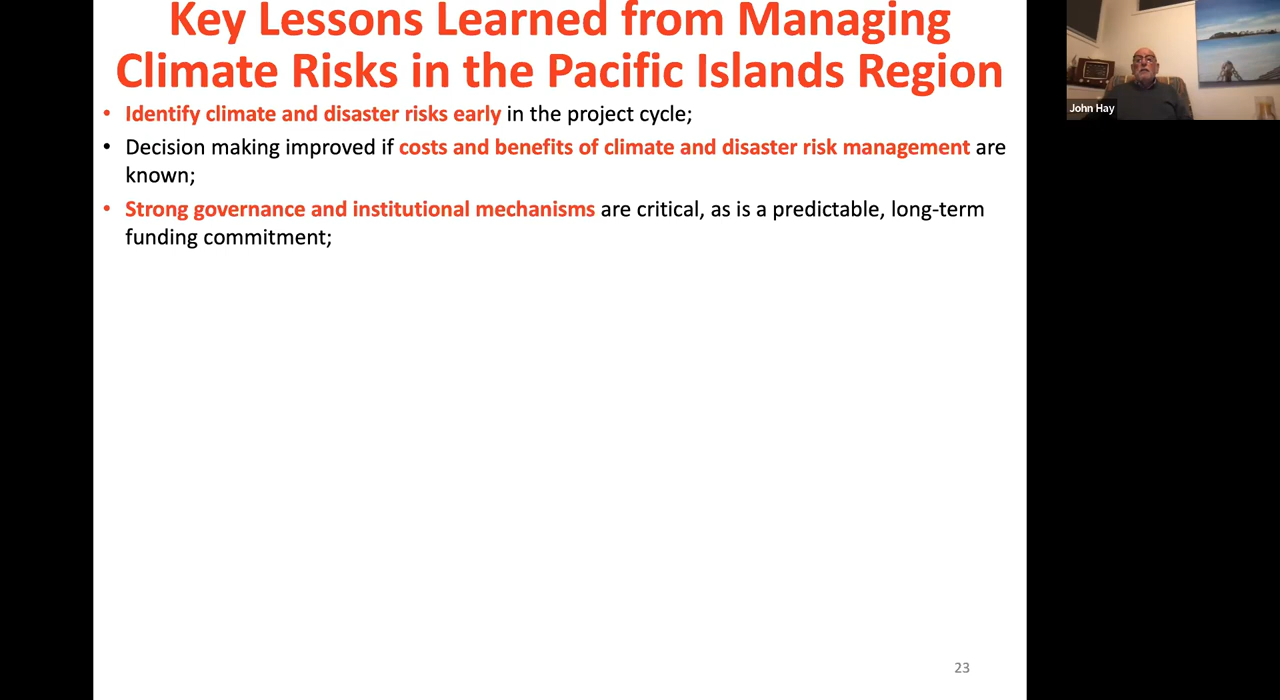 Key Lessons Learned from Managing
Climate Risks in the Pacific Islands Region
• Identify climate and disaster risks early in the project cycle;
• Decision making improved if costs and benefits of climate and disaster risk management are
known;
• Strong governance and institutional mechanisms are critical, as is a predictable, long-term
funding commitment;
23
John Hay